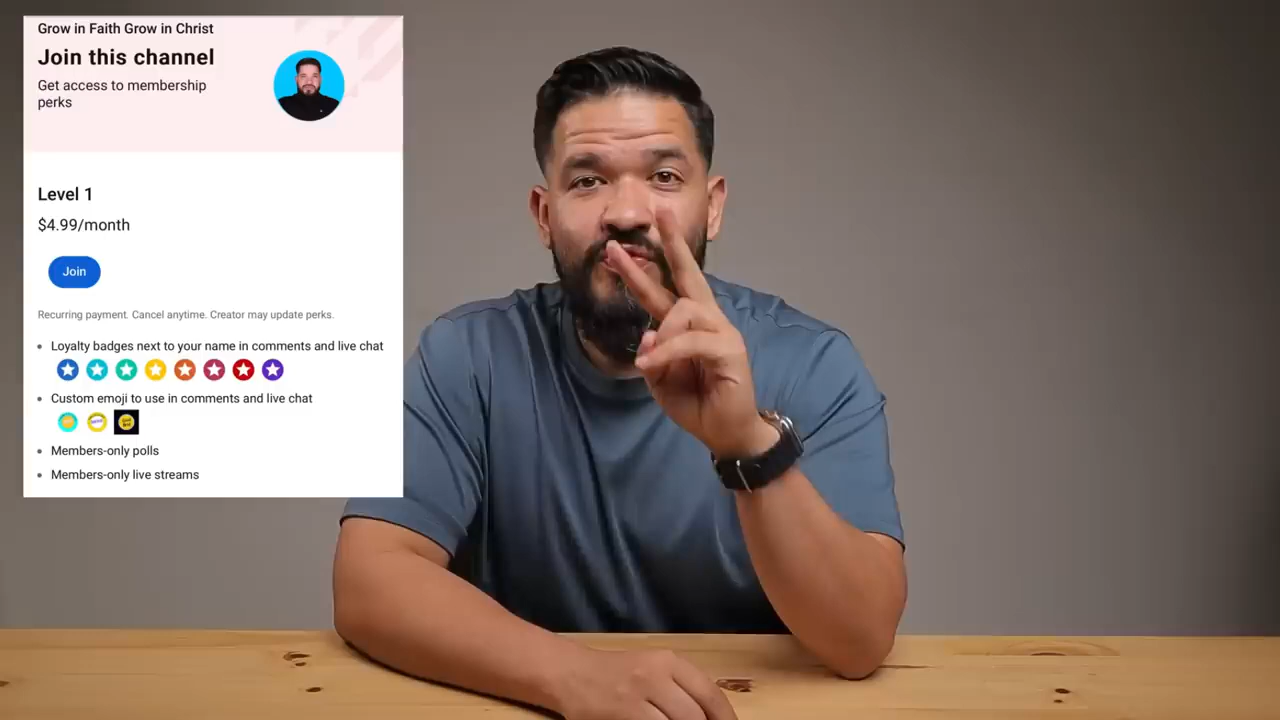 Grow in Faith Grow in Christ
Join this channel
Get access to membership
perks
Level 1
$4.99/month
Join
Recurring payment. Cancel anytime. Creator may update perks.
Loyalty badges next to your name in comments and live chat
Custom emoji to use in comments and live chat
Members-only polls
Members-only live streams